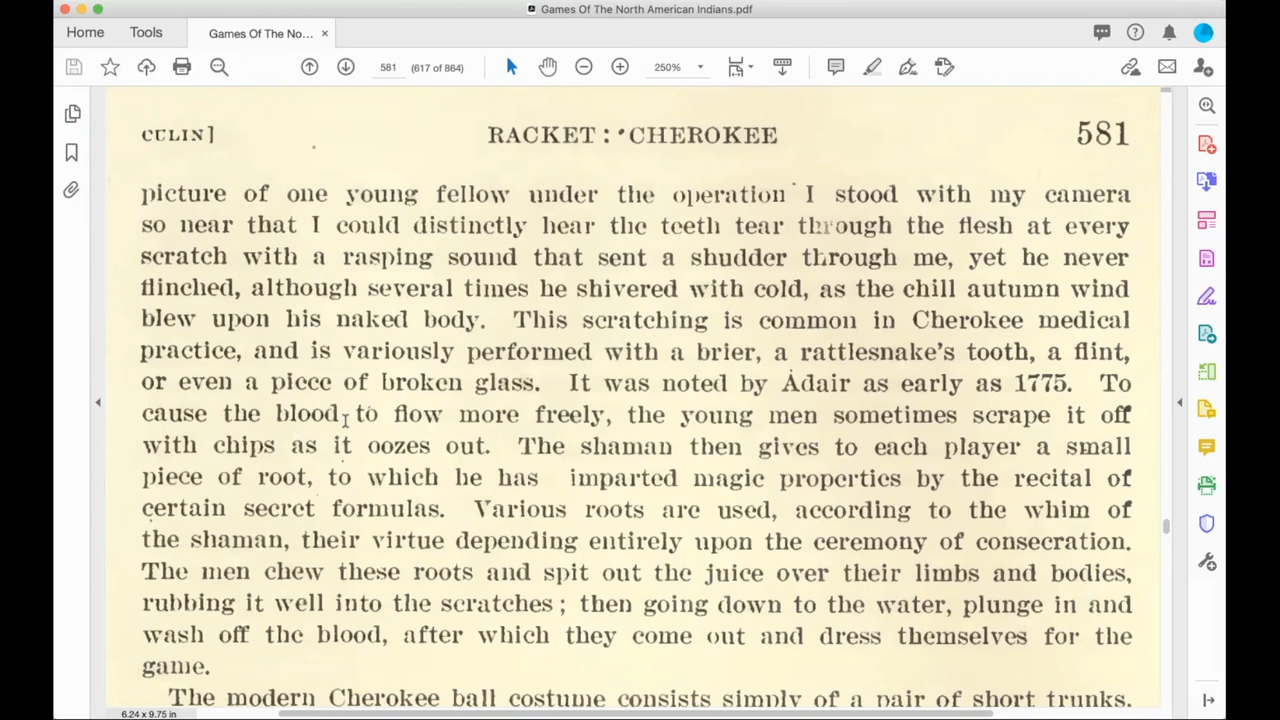 Games Of The North American Indians.pdf
Home Tools Games Of The No... ×
581 (617 of 864) 250%
CULIN] RACKET: CHEROKEE 581
picture of one young fellow under the operation I stood with my camera
so near that I could distinctly hear the teeth tear through the flesh at every
scratch with a rasping sound that sent a shudder through me, yet he never
flinched, although several times he shivered with cold, as the chill autumn wind
blew upon his naked body. This scratching is common in Cherokee medical
practice, and is variously performed with a brier, a rattlesnake's tooth, a flint,
or even a piece of broken glass. It was noted by Adair as early as 1775. To
cause the blood to flow more freely, the young men sometimes scrape it off
with chips as it oozes out. The shaman then gives to each player a small
piece of root, to which he has imparted magic properties by the recital of
certain secret formulas. Various roots are used, according to the whim of
the shaman, their virtue depending entirely upon the ceremony of consecration.
The men chew these roots and spit out the juice over their limbs and bodies,
rubbing it well into the scratches; then going down to the water, plunge in and
wash off the blood, after which they come out and dress themselves for the
game.
The modern Cherokee ball costume consists simply of a pair of short trunks,
6.24 x 9.75 in